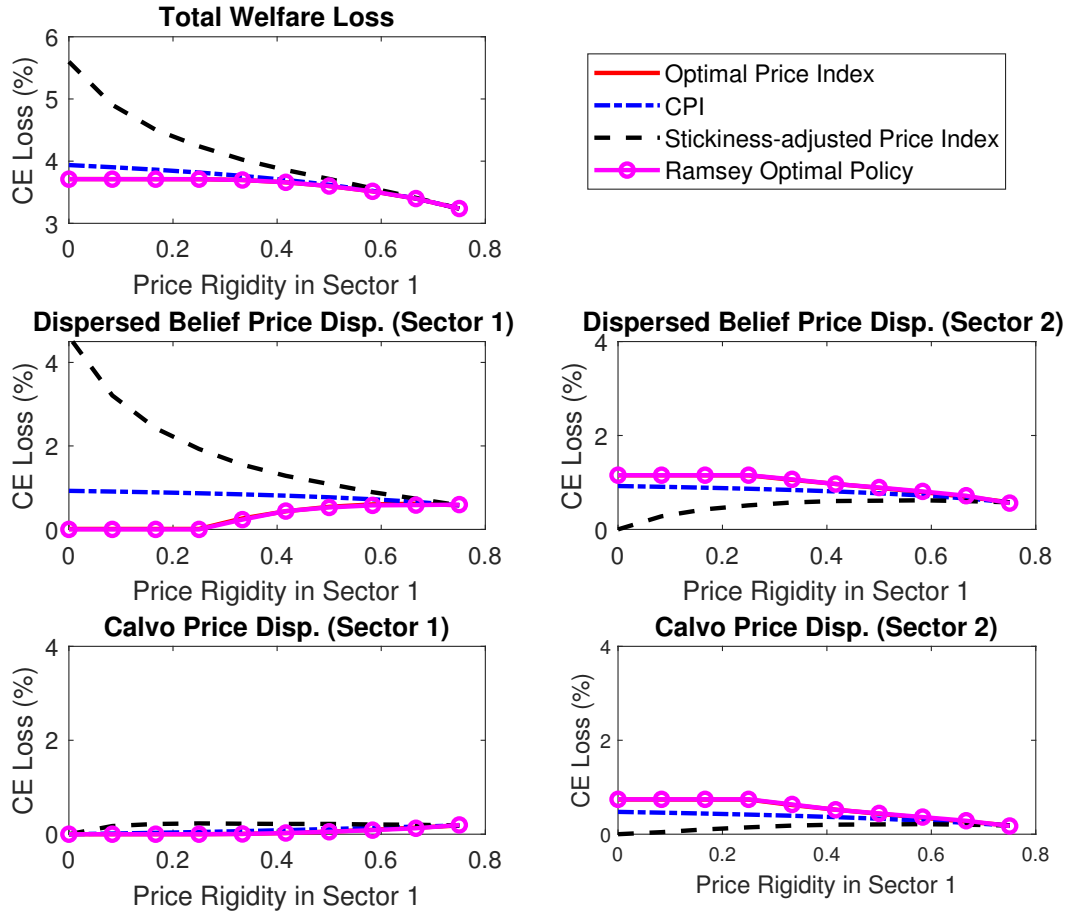 Total Welfare Loss
6
5
4
3
CE Loss (%)
0 0.2 0.4 0.6 0.8
Price Rigidity in Sector 1
Optimal Price Index
CPI
Stickiness-adjusted Price Index
Ramsey Optimal Policy
Dispersed Belief Price Disp. (Sector 1)
4
2
0
CE Loss (%)
0 0.2 0.4 0.6 0.8
Price Rigidity in Sector 1
Dispersed Belief Price Disp. (Sector 2)
4
2
0
CE Loss (%)
0 0.2 0.4 0.6 0.8
Price Rigidity in Sector 1
Calvo Price Disp. (Sector 1)
4
2
0
CE Loss (%)
0 0.2 0.4 0.6 0.8
Price Rigidity in Sector 1
Calvo Price Disp. (Sector 2)
4
2
0
CE Loss (%)
0 0.2 0.4 0.6 0.8
Price Rigidity in Sector 1